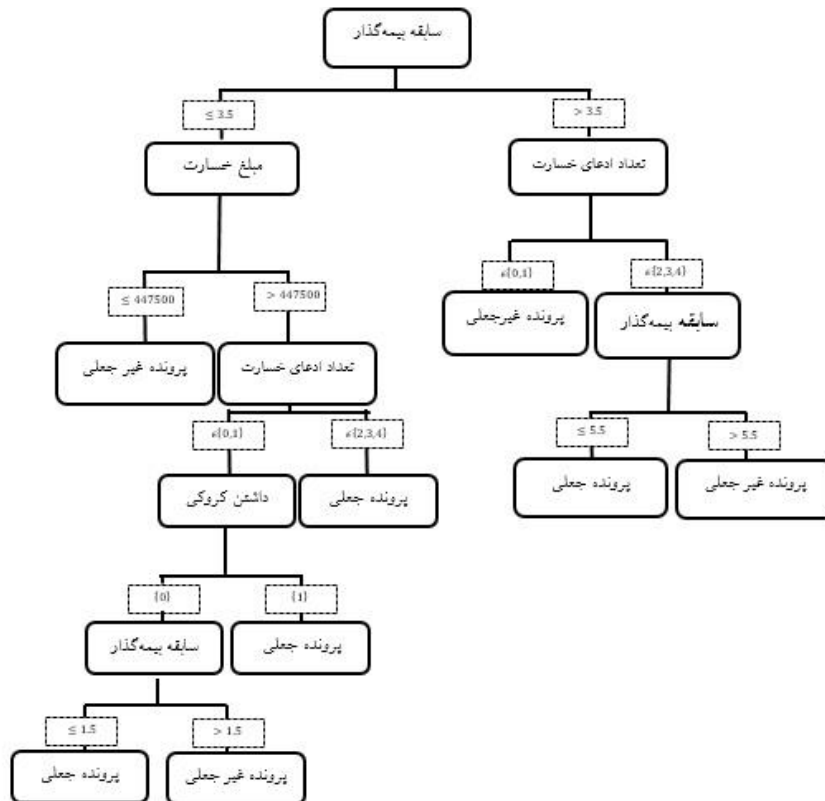 سابقه بیمه‌گذار
≤ 3.5
> 3.5
مبلغ خسارت
تعداد ادعای خسارت
≤ 447500
> 447500
ϵ{0,1}
ϵ{2,3,4}
پرونده غیر جعلی
تعداد ادعای خسارت
پرونده غیرجعلی
سابقه بیمه‌گذار
ϵ{0,1}
ϵ{2,3,4}
≤ 5.5
> 5.5
داشتن کروکی
پرونده جعلی
پرونده جعلی
پرونده غیر جعلی
{0}
{1}
سابقه بیمه‌گذار
پرونده جعلی
≤ 1.5
> 1.5
پرونده جعلی
پرونده غیر جعلی